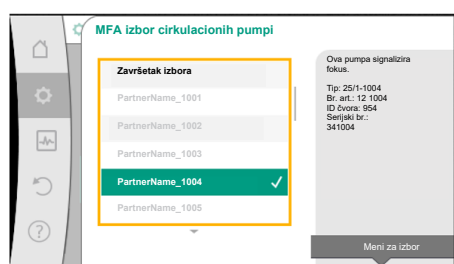 MFA izbor cirkulacionih pumpi
Završetak izbora
PartnerName_1001
PartnerName_1002
PartnerName_1003
PartnerName_1004
PartnerName_1005
Ova pumpa signalizira
fokus.
Tip: 25/1-1004
Br. art.: 12 1004
ID čvora: 954
Serijski br.:
341004
Meni za izbor
?